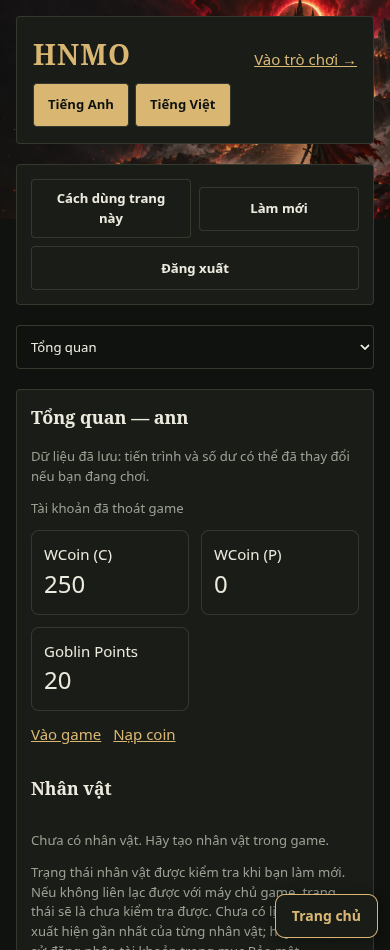 HNMO
Vào trò chơi →
Tiếng Anh
Tiếng Việt
Cách dùng trang
này
Làm mới
Đăng xuất
Tổng quan
Tổng quan — ann
Dữ liệu đã lưu: tiến trình và số dư có thể đã thay đổi
nếu bạn đang chơi.
Tài khoản đã thoát game
WCoin (C)
250
WCoin (P)
0
Goblin Points
20
Vào game
Nạp coin
Nhân vật
Chưa có nhân vật. Hãy tạo nhân vật trong game.
Trạng thái nhân vật được kiểm tra khi bạn làm mới.
Nếu không liên lạc được với máy chủ game, trang
thái sẽ là chưa kiểm tra được. Chưa có
xuất hiện gần nhất của từng nhân vật;
Trang chủ